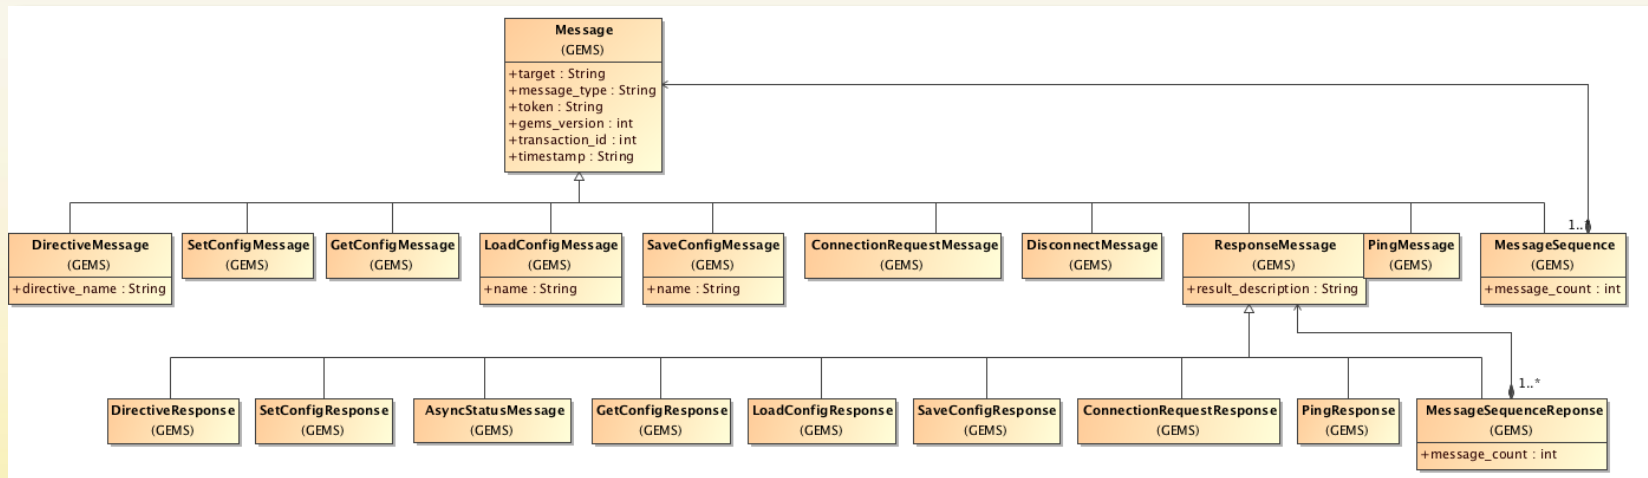 Message
(GEMS)
+target : String
+message_type : String
+token : String
+gems_version : int
+transaction_id : int
+timestamp : String
1..*
DirectiveMessage
(GEMS)
+directive_name : String
SetConfigMessage
(GEMS)
GetConfigMessage
(GEMS)
LoadConfigMessage
(GEMS)
+name : String
SaveConfigMessage
(GEMS)
+name : String
ConnectionRequestMessage
(GEMS)
DisconnectMessage
(GEMS)
ResponseMessage
(GEMS)
+result_description : String
PingMessage
(GEMS)
MessageSequence
(GEMS)
+message_count : int
1..*
DirectiveResponse
(GEMS)
SetConfigResponse
(GEMS)
AsyncStatusMessage
(GEMS)
GetConfigResponse
(GEMS)
LoadConfigResponse
(GEMS)
SaveConfigResponse
(GEMS)
ConnectionRequestResponse
(GEMS)
PingResponse
(GEMS)
MessageSequenceReponse
(GEMS)
+message_count : int